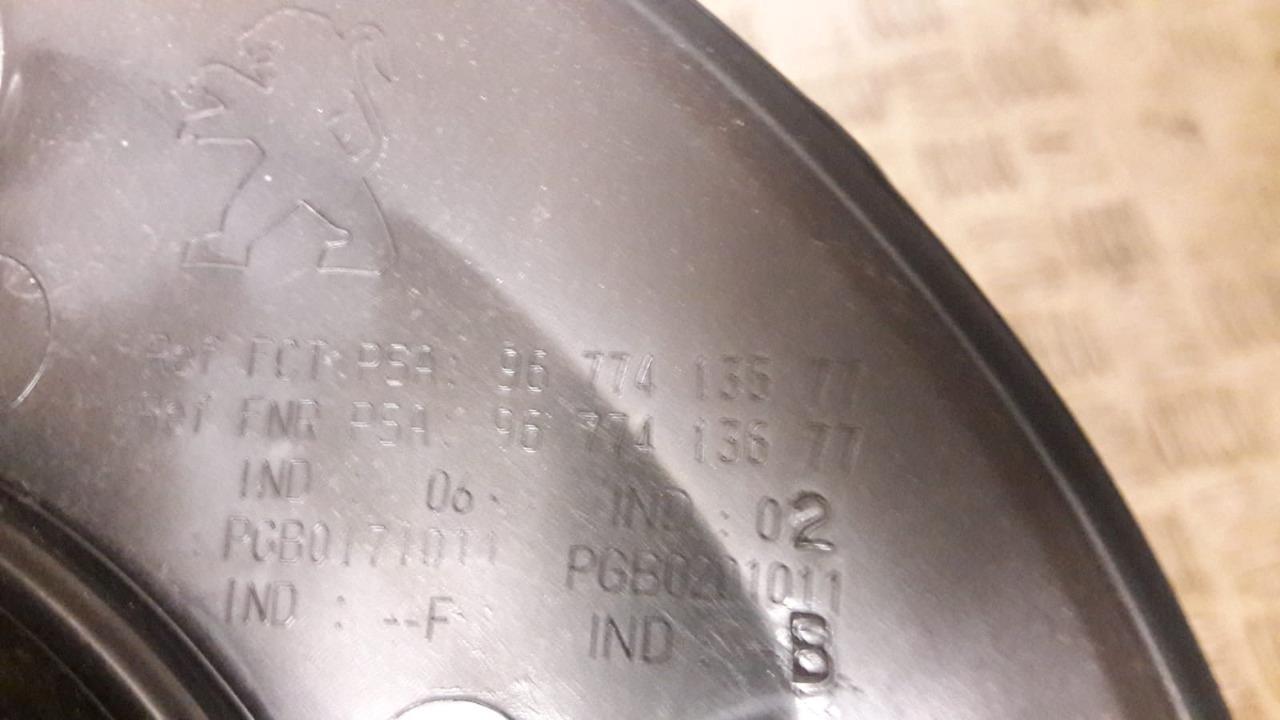 Ref FCT PSA: 96 774 135 77
Ref FNR PSA: 96 774 136 77
IND : 06 IND : 02
PGB0171011 PGB0201011
IND : --F IND : B